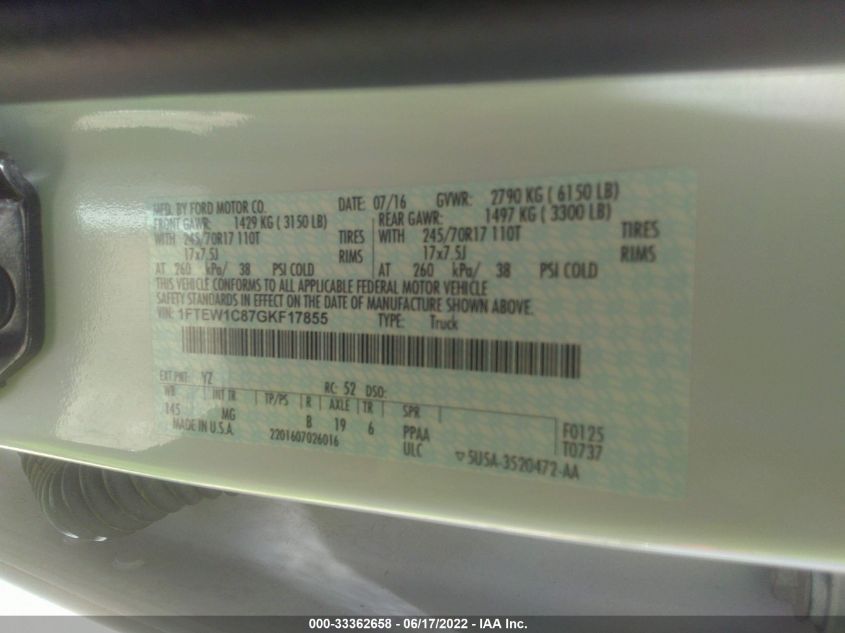 MFD. BY FORD MOTOR CO. DATE: 07/16 GVWR: 2790 KG ( 6150 LB)
FRONT GAWR: 1429 KG ( 3150 LB) REAR GAWR: 1497 KG ( 3300 LB)
WITH 245/70R17 110T TIRES WITH 245/70R17 110T TIRES
17x7.5J RIMS 17x7.5J RIMS
AT 260 kPa/ 38 PSI COLD AT 260 kPa/ 38 PSI COLD
THIS VEHICLE CONFORMS TO ALL APPLICABLE FEDERAL MOTOR VEHICLE
SAFETY STANDARDS IN EFFECT ON THE DATE OF MANUFACTURE SHOWN ABOVE.
VIN: 1FTEW1C87GKF17855 TYPE: Truck
EXT PNT: YZ RC: 52 DSO:
WB INT TR TP/PS R AXLE TR SPR
145 MG B 19 6 PPAA F0125
MADE IN U.S.A. 2201607026016 ULC T0737
▽ 5U5A-3520472-AA
000-33362658 - 06/17/2022 - IAA Inc.